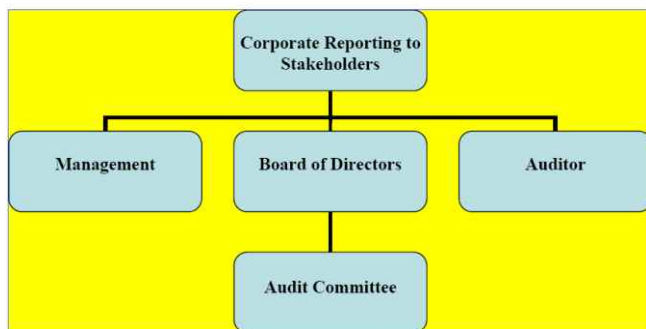 Corporate Reporting to
Stakeholders
Management
Board of Directors
Auditor
Audit Committee